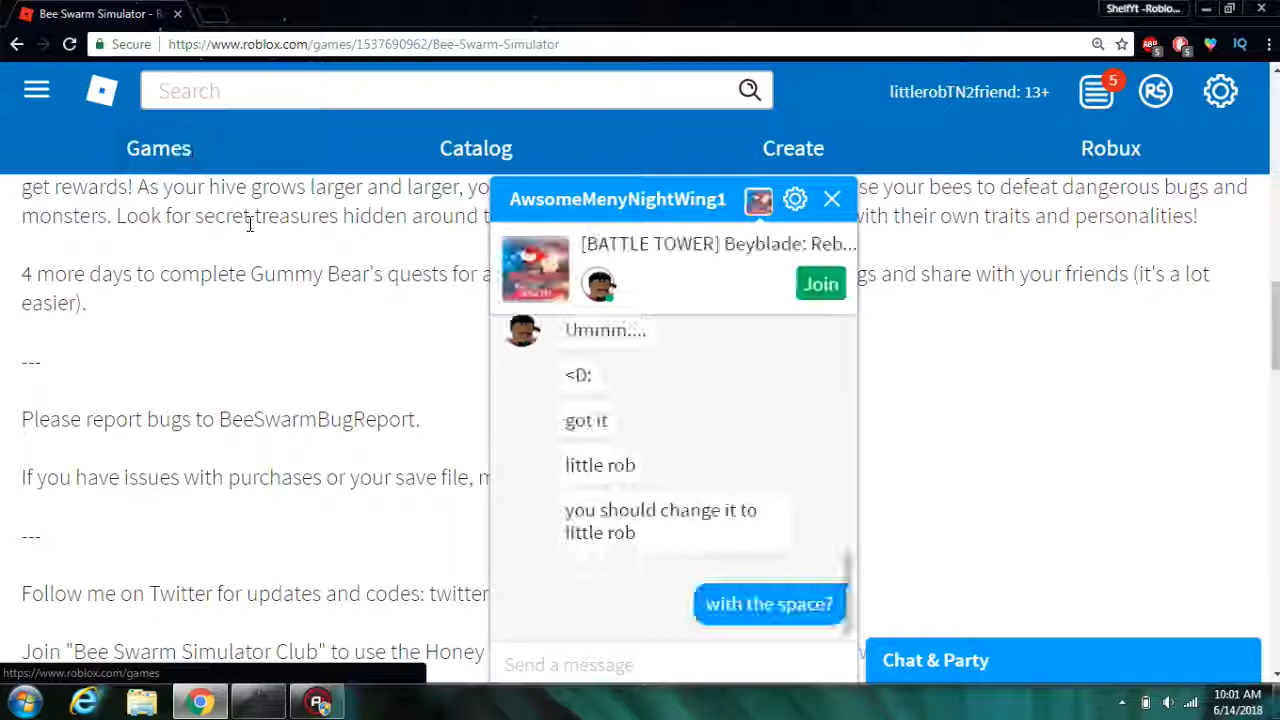 Bee Swarm Simulator - R
ShelfYt -Roblo...
Secure
https://www.roblox.com/games/1537690962/Bee-Swarm-Simulator
ABP
5
5
IQ
Search
littlerobTN2friend: 13+
5
R$
Games
Catalog
Create
Robux
get rewards! As your hive grows larger and larger, yo
se your bees to defeat dangerous bugs and
monsters. Look for secret treasures hidden around t
with their own traits and personalities!
4 more days to complete Gummy Bear's quests for a
gs and share with your friends (it's a lot
easier).
---
Please report bugs to BeeSwarmBugReport.
If you have issues with purchases or your save file, m
---
Follow me on Twitter for updates and codes: twitter
Join "Bee Swarm Simulator Club" to use the Honey
AwsomeMenyNightWing1
[BATTLE TOWER] Beyblade: Reb...
Join
Ummm....
<D:
got it
little rob
you should change it to
little rob
with the space?
Send a message
Chat & Party
https://www.roblox.com/games
10:01 AM
6/14/2018